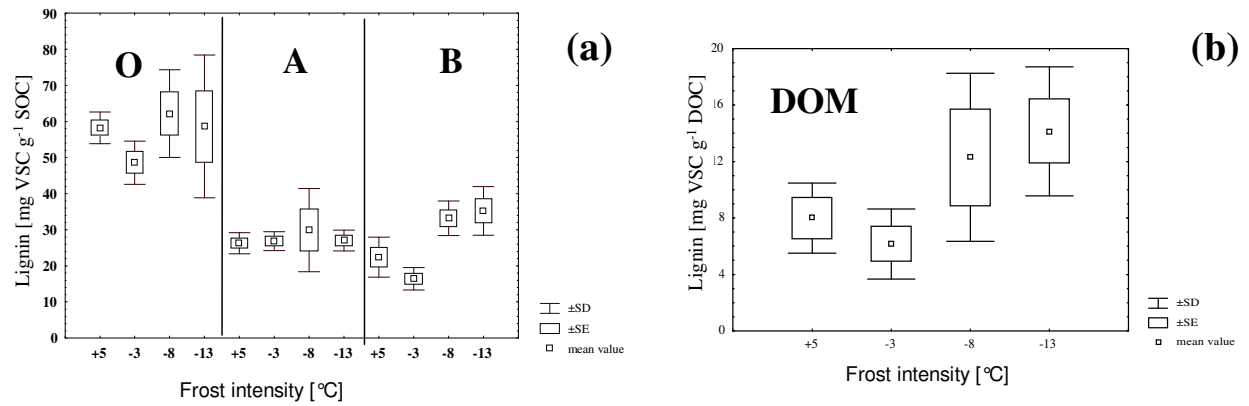 90
80
70
60
50
40
30
20
10
0
Lignin [mg VSC g⁻¹ SOC]
O
A
B
(a)
+5 -3 -8 -13 +5 -3 -8 -13 +5 -3 -8 -13
Frost intensity [°C]
±SD
±SE
mean value
20
16
12
8
4
0
Lignin [mg VSC g⁻¹ DOC]
DOM
(b)
+5 -3 -8 -13
Frost intensity [°C]
±SD
±SE
mean value